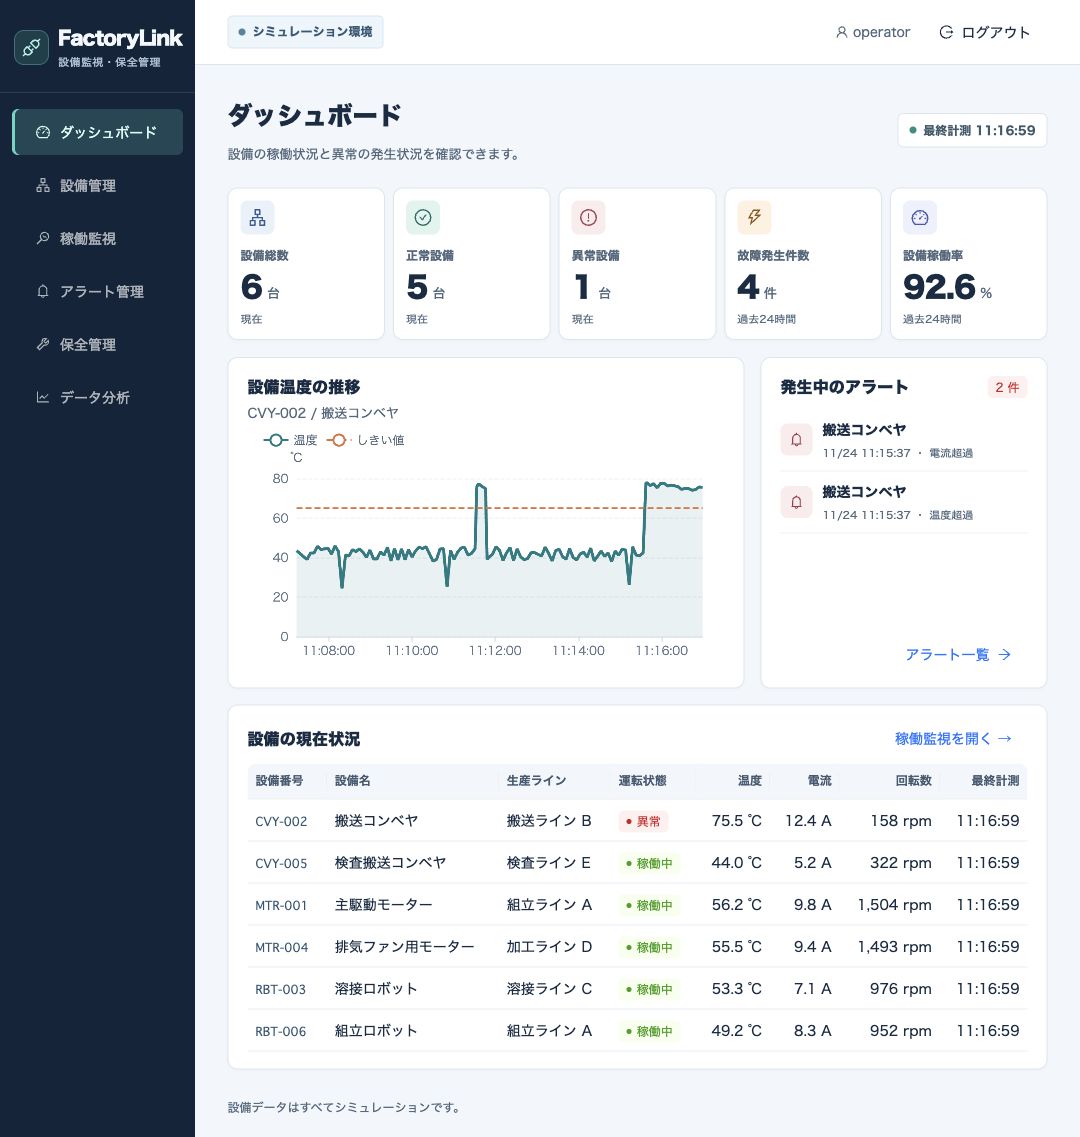 FactoryLink
設備監視・保全管理
ダッシュボード
設備管理
稼働監視
アラート管理
保全管理
データ分析
シミュレーション環境
operator
ログアウト
ダッシュボード
設備の稼働状況と異常の発生状況を確認できます。
最終計測 11:16:59
設備総数
6 台
現在
正常設備
5 台
現在
異常設備
1 台
現在
故障発生件数
4 件
過去24時間
設備稼働率
92.6 %
過去24時間
設備温度の推移
CVY-002 / 搬送コンベヤ
温度 しきい値
℃
80
60
40
20
0
11:08:00 11:10:00 11:12:00 11:14:00 11:16:00
発生中のアラート 2 件
搬送コンベヤ
11/24 11:15:37 ・ 電流超過
搬送コンベヤ
11/24 11:15:37 ・ 温度超過
アラート一覧 →
設備の現在状況 稼働監視を開く →
設備番号 設備名 生産ライン 運転状態 温度 電流 回転数 最終計測
CVY-002 搬送コンベヤ 搬送ライン B 異常 75.5 ℃ 12.4 A 158 rpm 11:16:59
CVY-005 検査搬送コンベヤ 検査ライン E 稼働中 44.0 ℃ 5.2 A 322 rpm 11:16:59
MTR-001 主駆動モーター 組立ライン A 稼働中 56.2 ℃ 9.8 A 1,504 rpm 11:16:59
MTR-004 排気ファン用モーター 加工ライン D 稼働中 55.5 ℃ 9.4 A 1,493 rpm 11:16:59
RBT-003 溶接ロボット 溶接ライン C 稼働中 53.3 ℃ 7.1 A 976 rpm 11:16:59
RBT-006 組立ロボット 組立ライン A 稼働中 49.2 ℃ 8.3 A 952 rpm 11:16:59
設備データはすべてシミュレーションです。